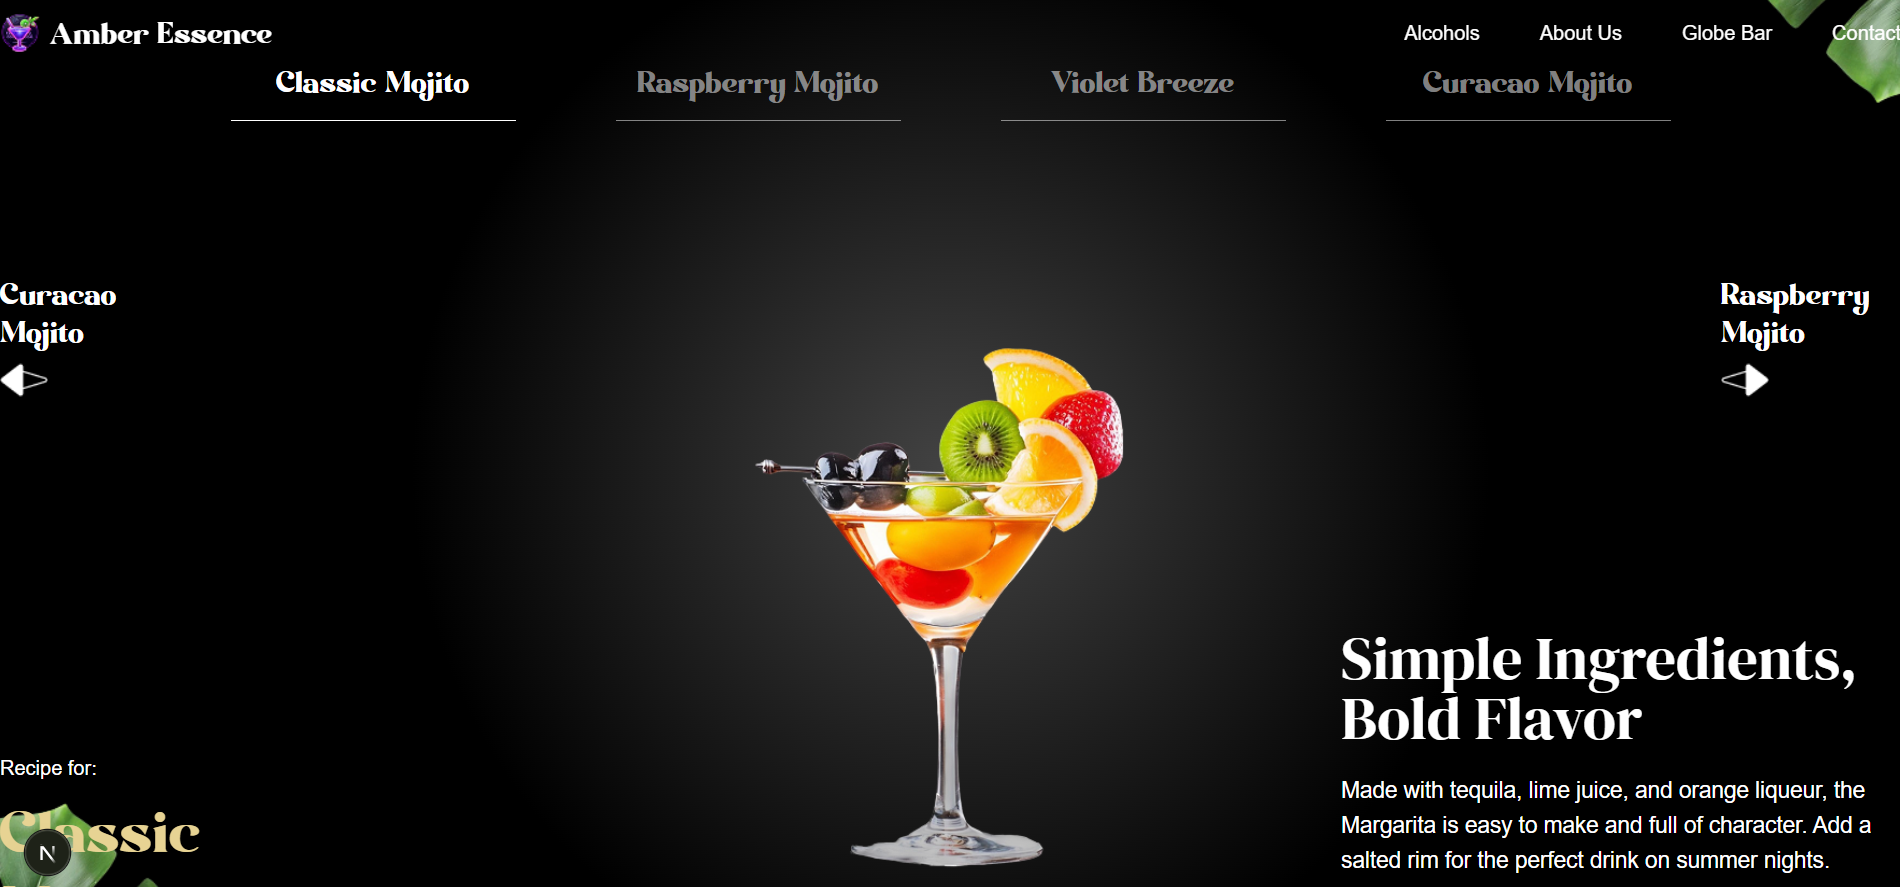 Amber Essence
Alcohols
About Us
Globe Bar
Contact
Classic Mojito
Raspberry Mojito
Violet Breeze
Curacao Mojito
Curacao
Mojito
Raspberry
Mojito
Simple Ingredients,
Bold Flavor
Recipe for:
Classic
N
Made with tequila, lime juice, and orange liqueur, the
Margarita is easy to make and full of character. Add a
salted rim for the perfect drink on summer nights.